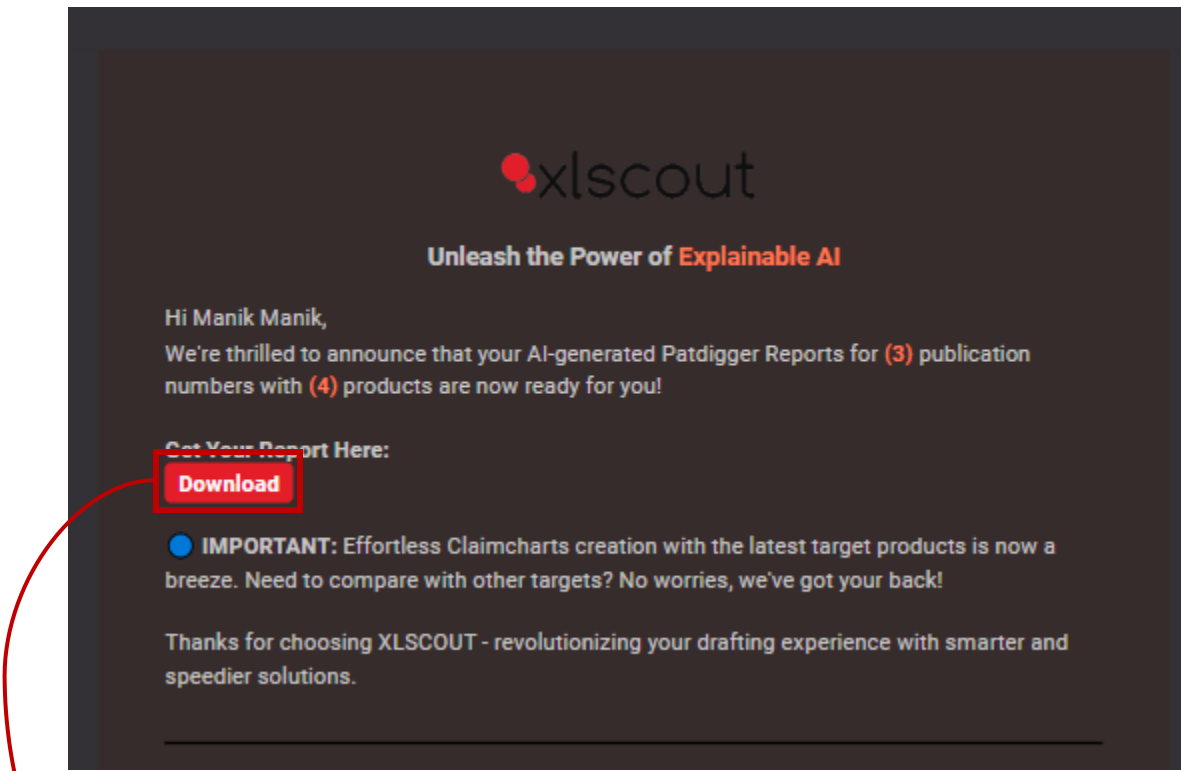 xlscout
Unleash the Power of Explainable AI
Hi Manik Manik,
We're thrilled to announce that your AI-generated Patdigger Reports for (3) publication
numbers with (4) products are now ready for you!
Get Your Report Here:
Download
IMPORTANT: Effortless Claimcharts creation with the latest target products is now a
breeze. Need to compare with other targets? No worries, we've got your back!
Thanks for choosing XLSCOUT - revolutionizing your drafting experience with smarter and
speedier solutions.